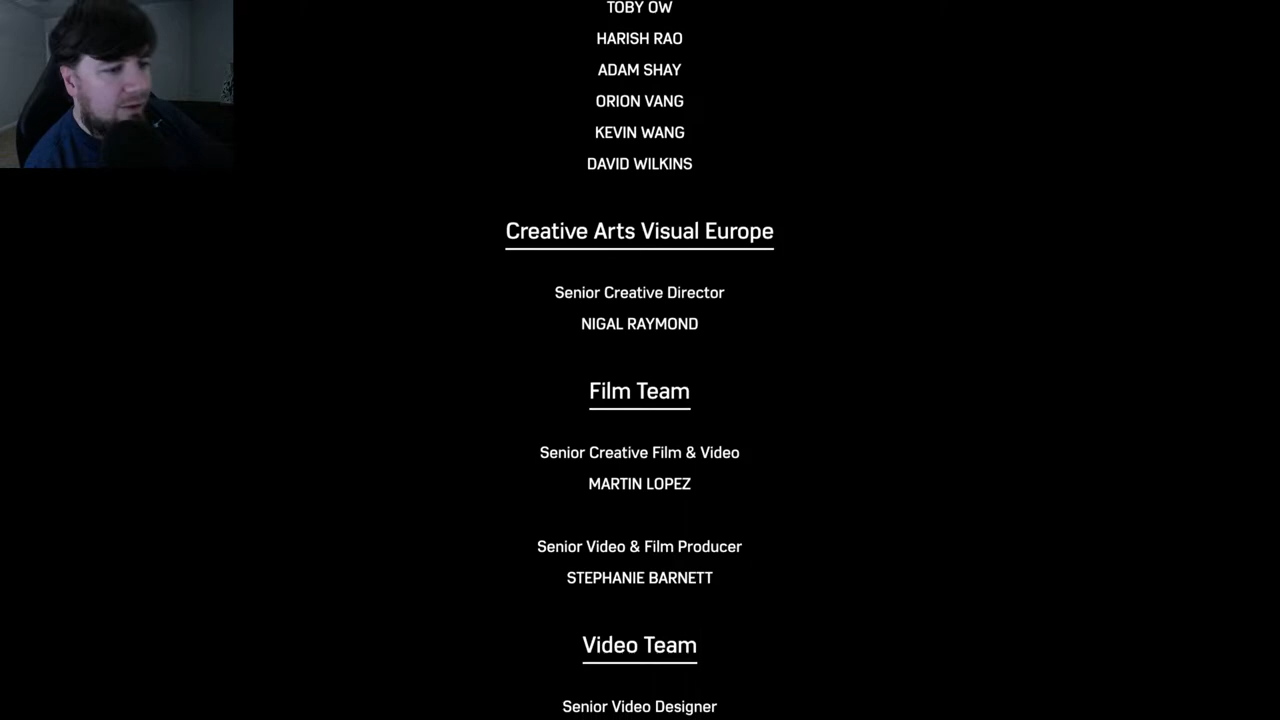 TOBY OW
HARISH RAO
ADAM SHAY
ORION VANG
KEVIN WANG
DAVID WILKINS
Creative Arts Visual Europe
Senior Creative Director
NIGAL RAYMOND
Film Team
Senior Creative Film & Video
MARTIN LOPEZ
Senior Video & Film Producer
STEPHANIE BARNETT
Video Team
Senior Video Designer